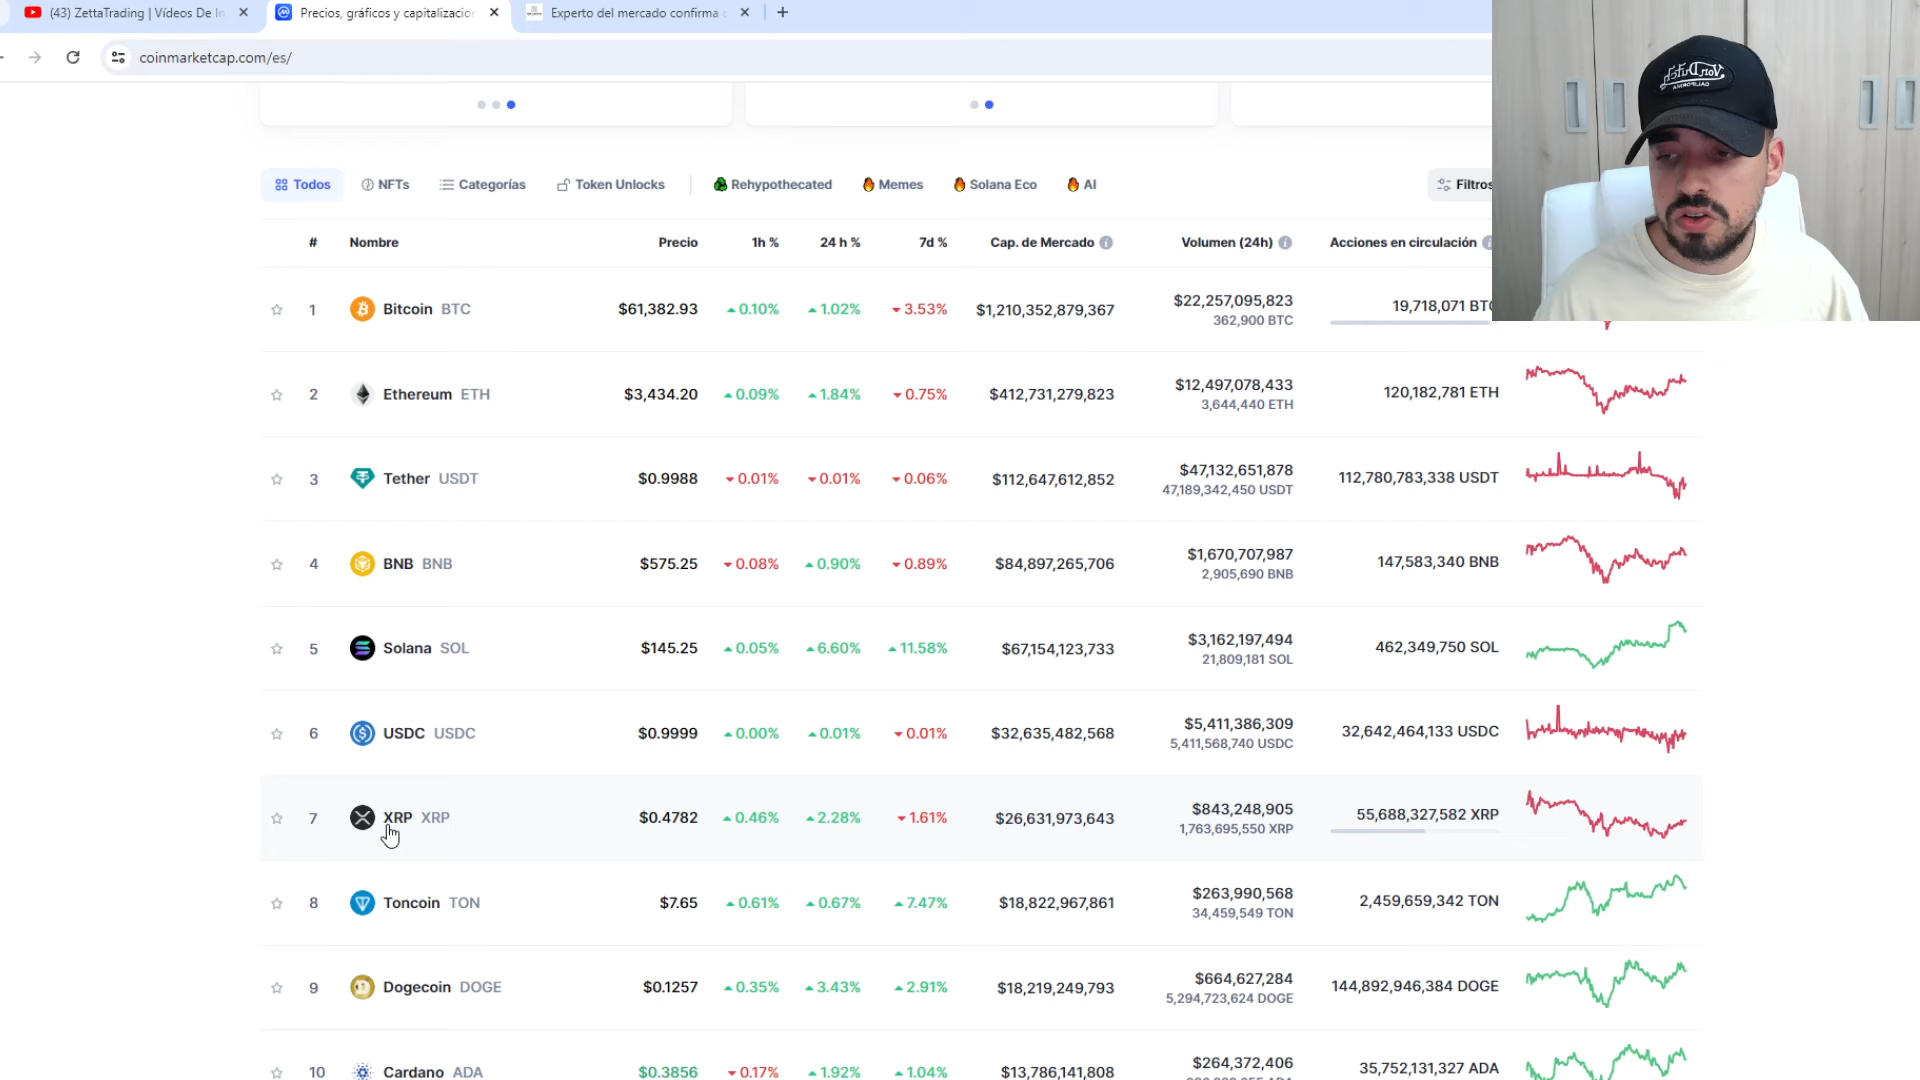 (43) ZettaTrading | Vídeos De In
Precios, gráficos y capitalizacion
Experto del mercado confirma
coinmarketcap.com/es/
Von Dutch
CALIFORNIA
Todos NFTs Categorías Token Unlocks Rehypothecated Memes Solana Eco AI Filtros
# Nombre Precio 1h % 24 h % 7d % Cap. de Mercado Volumen (24h) Acciones en circulación
1 Bitcoin BTC $61,382.93 0.10% 1.02% 3.53% $1,210,352,879,367 $22,257,095,823 19,718,071 BTC
362,900 BTC
2 Ethereum ETH $3,434.20 0.09% 1.84% 0.75% $412,731,279,823 $12,497,078,433 120,182,781 ETH
3,644,440 ETH
3 Tether USDT $0.9988 0.01% 0.01% 0.06% $112,647,612,852 $47,132,651,878 112,780,783,338 USDT
47,189,342,450 USDT
4 BNB BNB $575.25 0.08% 0.90% 0.89% $84,897,265,706 $1,670,707,987 147,583,340 BNB
2,905,690 BNB
5 Solana SOL $145.25 0.05% 6.60% 11.58% $67,154,123,733 $3,162,197,494 462,349,750 SOL
21,809,181 SOL
6 USDC USDC $0.9999 0.00% 0.01% 0.01% $32,635,482,568 $5,411,386,309 32,642,464,133 USDC
5,411,568,740 USDC
7 XRP XRP $0.4782 0.46% 2.28% 1.61% $26,631,973,643 $843,248,905 55,688,327,582 XRP
1,763,695,550 XRP
8 Toncoin TON $7.65 0.61% 0.67% 7.47% $18,822,967,861 $263,990,568 2,459,659,342 TON
34,459,549 TON
9 Dogecoin DOGE $0.1257 0.35% 3.43% 2.91% $18,219,249,793 $664,627,284 144,892,946,384 DOGE
5,294,723,624 DOGE
10 Cardano ADA $0.3856 0.17% 1.92% 1.04% $13,786,141,808 $264,372,406 35,752,131,327 ADA